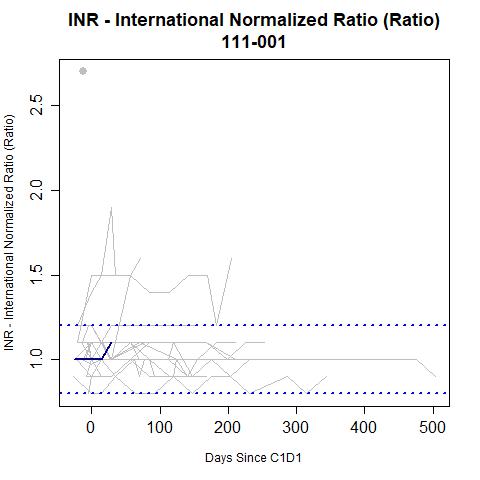 INR - International Normalized Ratio (Ratio)
111-001
INR - International Normalized Ratio (Ratio)
2.5
2.0
1.5
1.0
0 100 200 300 400 500
Days Since C1D1